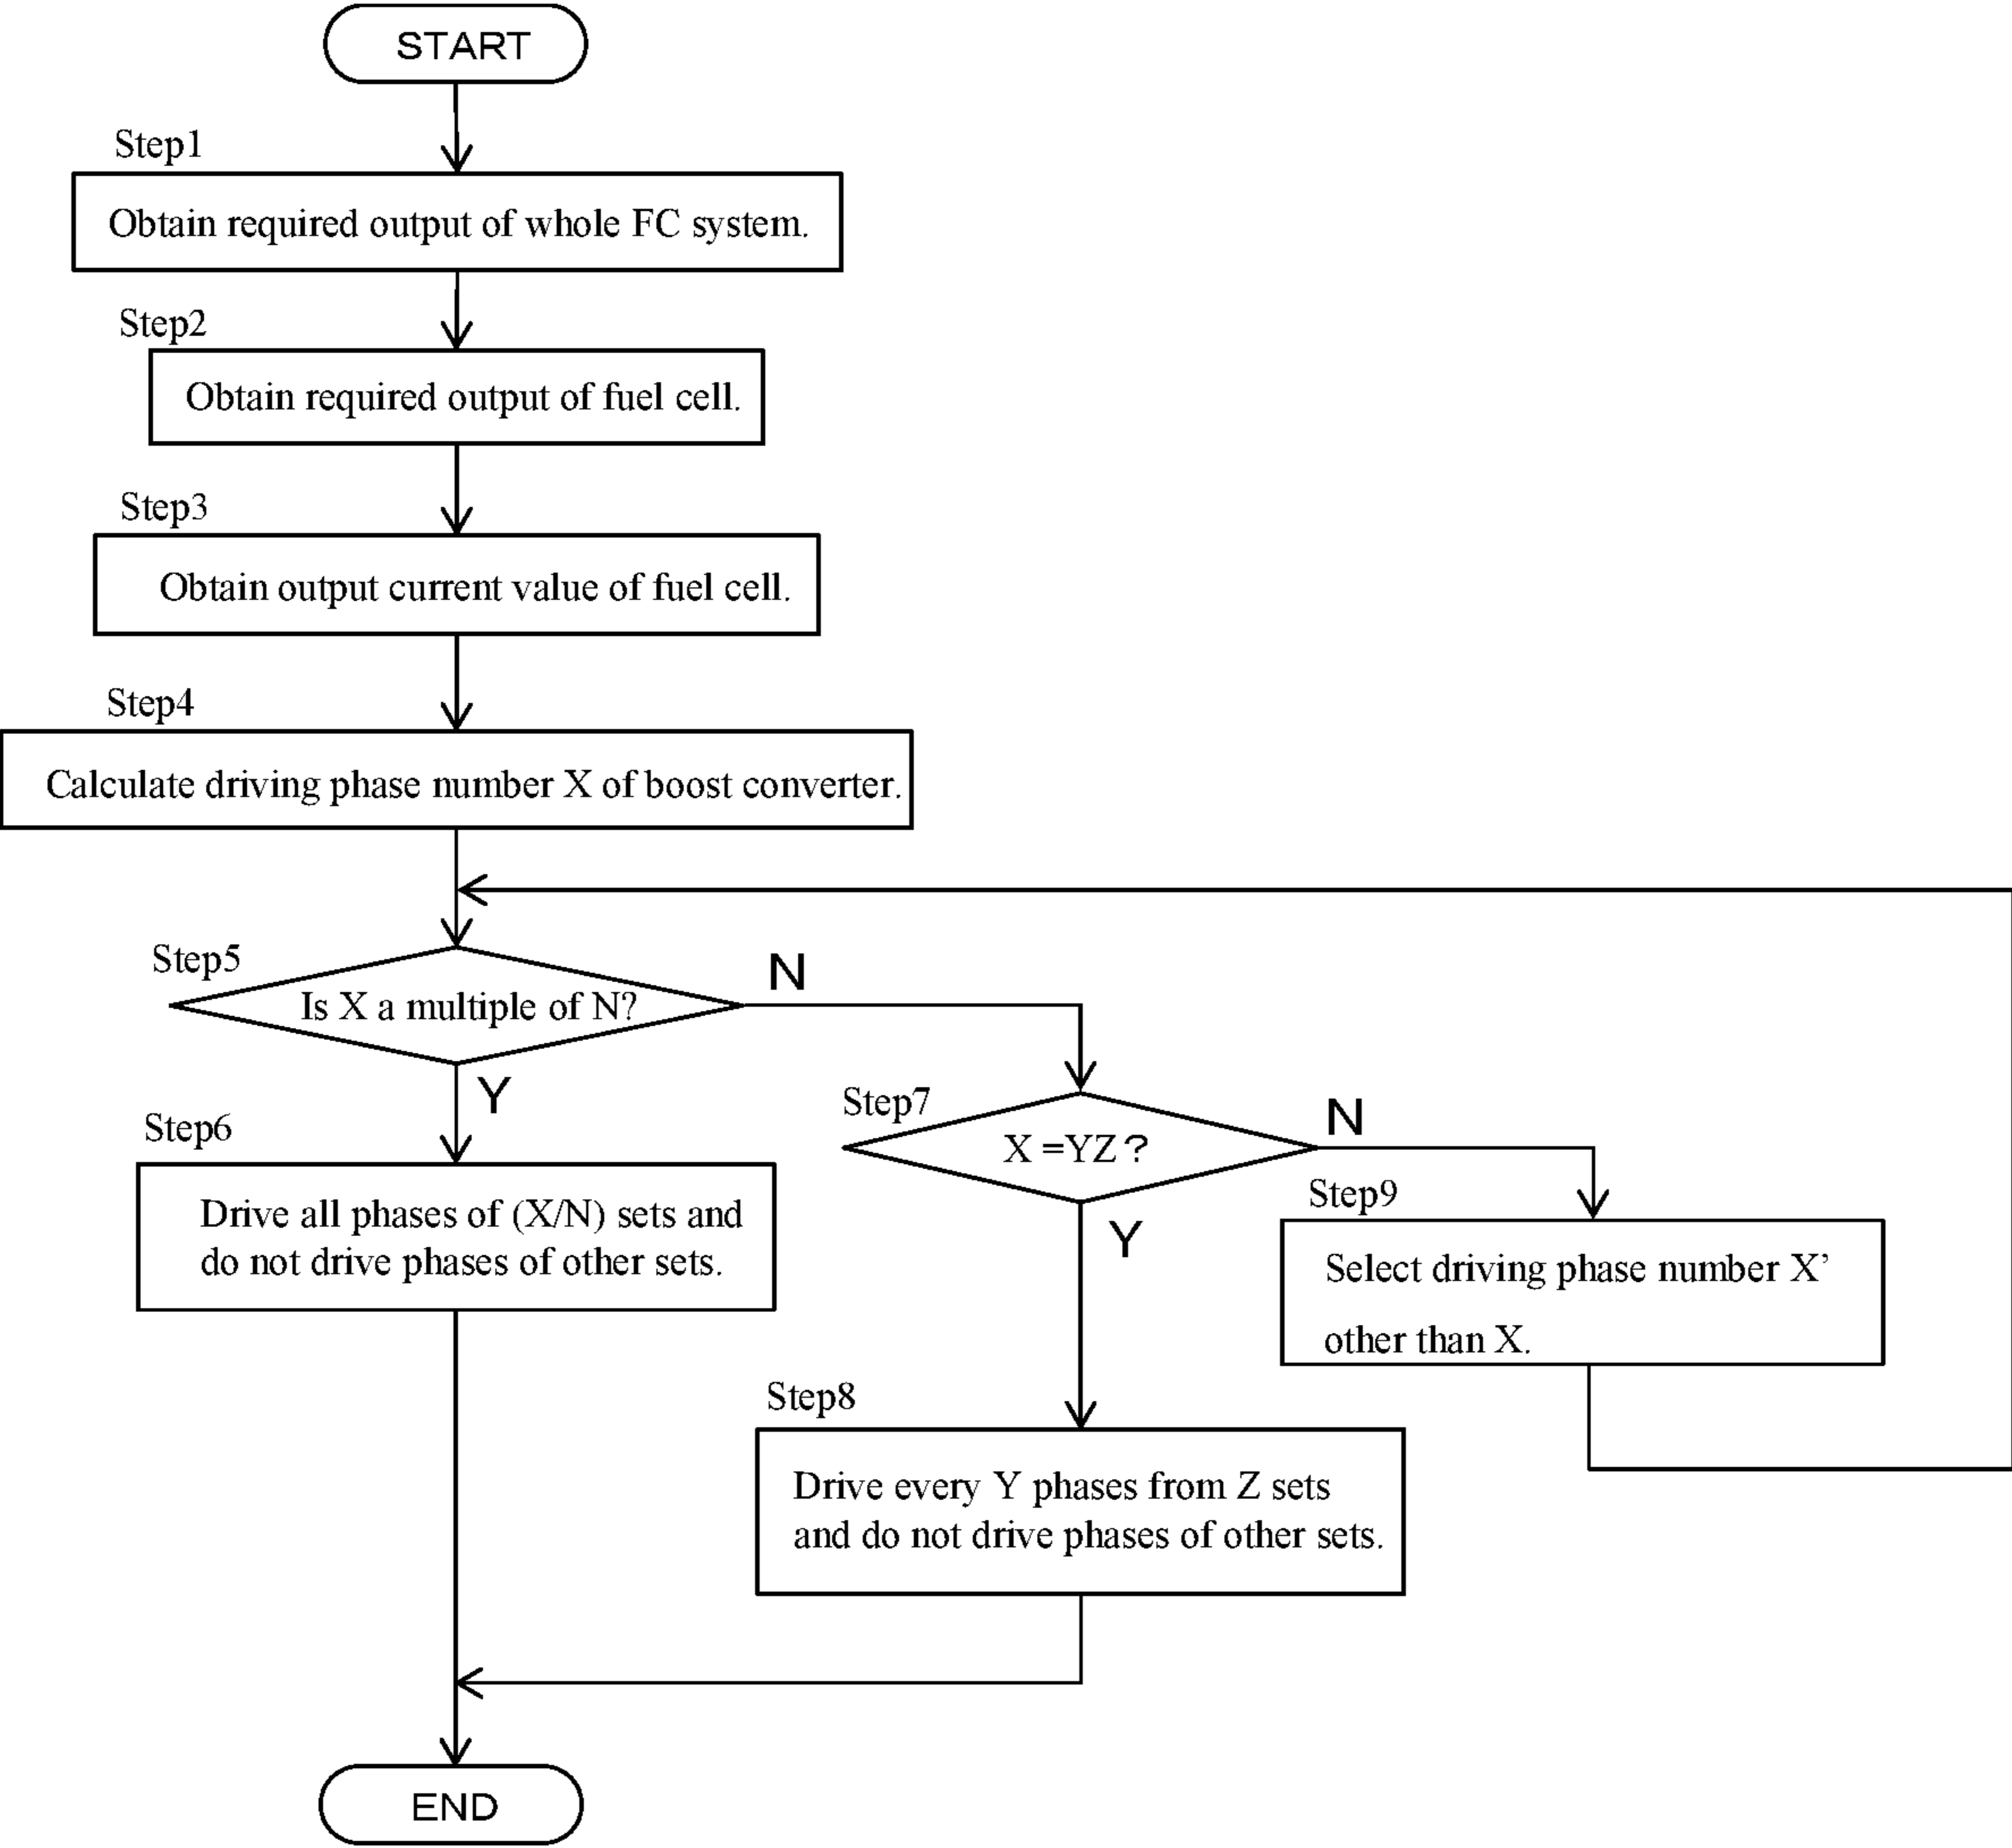 START
Step1
Obtain required output of whole FC system.
Step2
Obtain required output of fuel cell.
Step3
Obtain output current value of fuel cell.
Step4
Calculate driving phase number X of boost converter.
Step5
Is X a multiple of N?
N
Y
Step6
Drive all phases of (X/N) sets and
do not drive phases of other sets.
Step7
X =YZ ?
N
Y
Step9
Select driving phase number X’
other than X.
Step8
Drive every Y phases from Z sets
and do not drive phases of other sets.
END